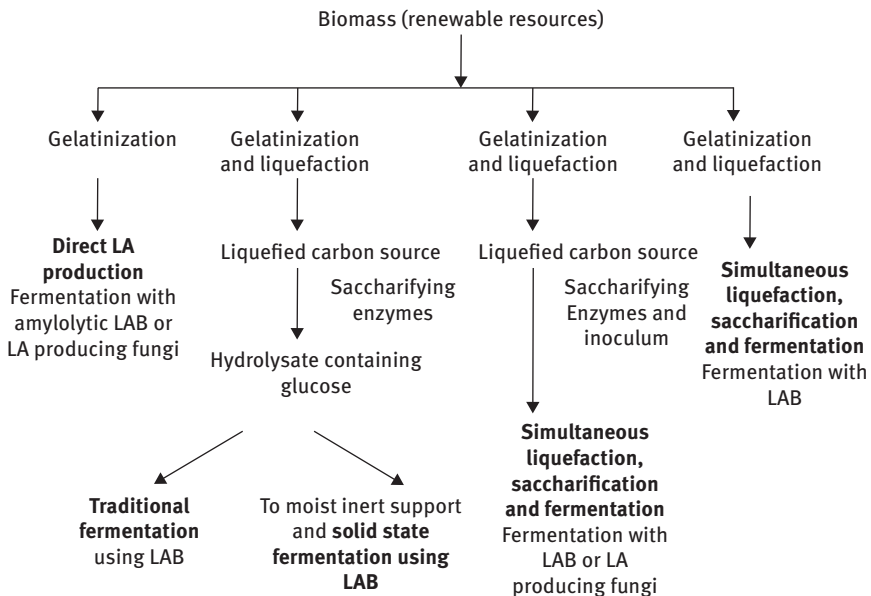 Biomass (renewable resources)
Gelatinization
Direct LA
production
Fermentation with
amylolytic LAB or
LA producing fungi
Gelatinization
and liquefaction
Liquefied carbon source
Saccharifying
enzymes
Hydrolysate containing
glucose
Traditional
fermentation
using LAB
To moist inert support
and solid state
fermentation using
LAB
Gelatinization
and liquefaction
Liquefied carbon source
Saccharifying
Enzymes and
inoculum
Simultaneous
liquefaction,
saccharification
and fermentation
Fermentation with
LAB or LA
producing fungi
Gelatinization
and liquefaction
Simultaneous
liquefaction,
saccharification
and fermentation
Fermentation with
LAB